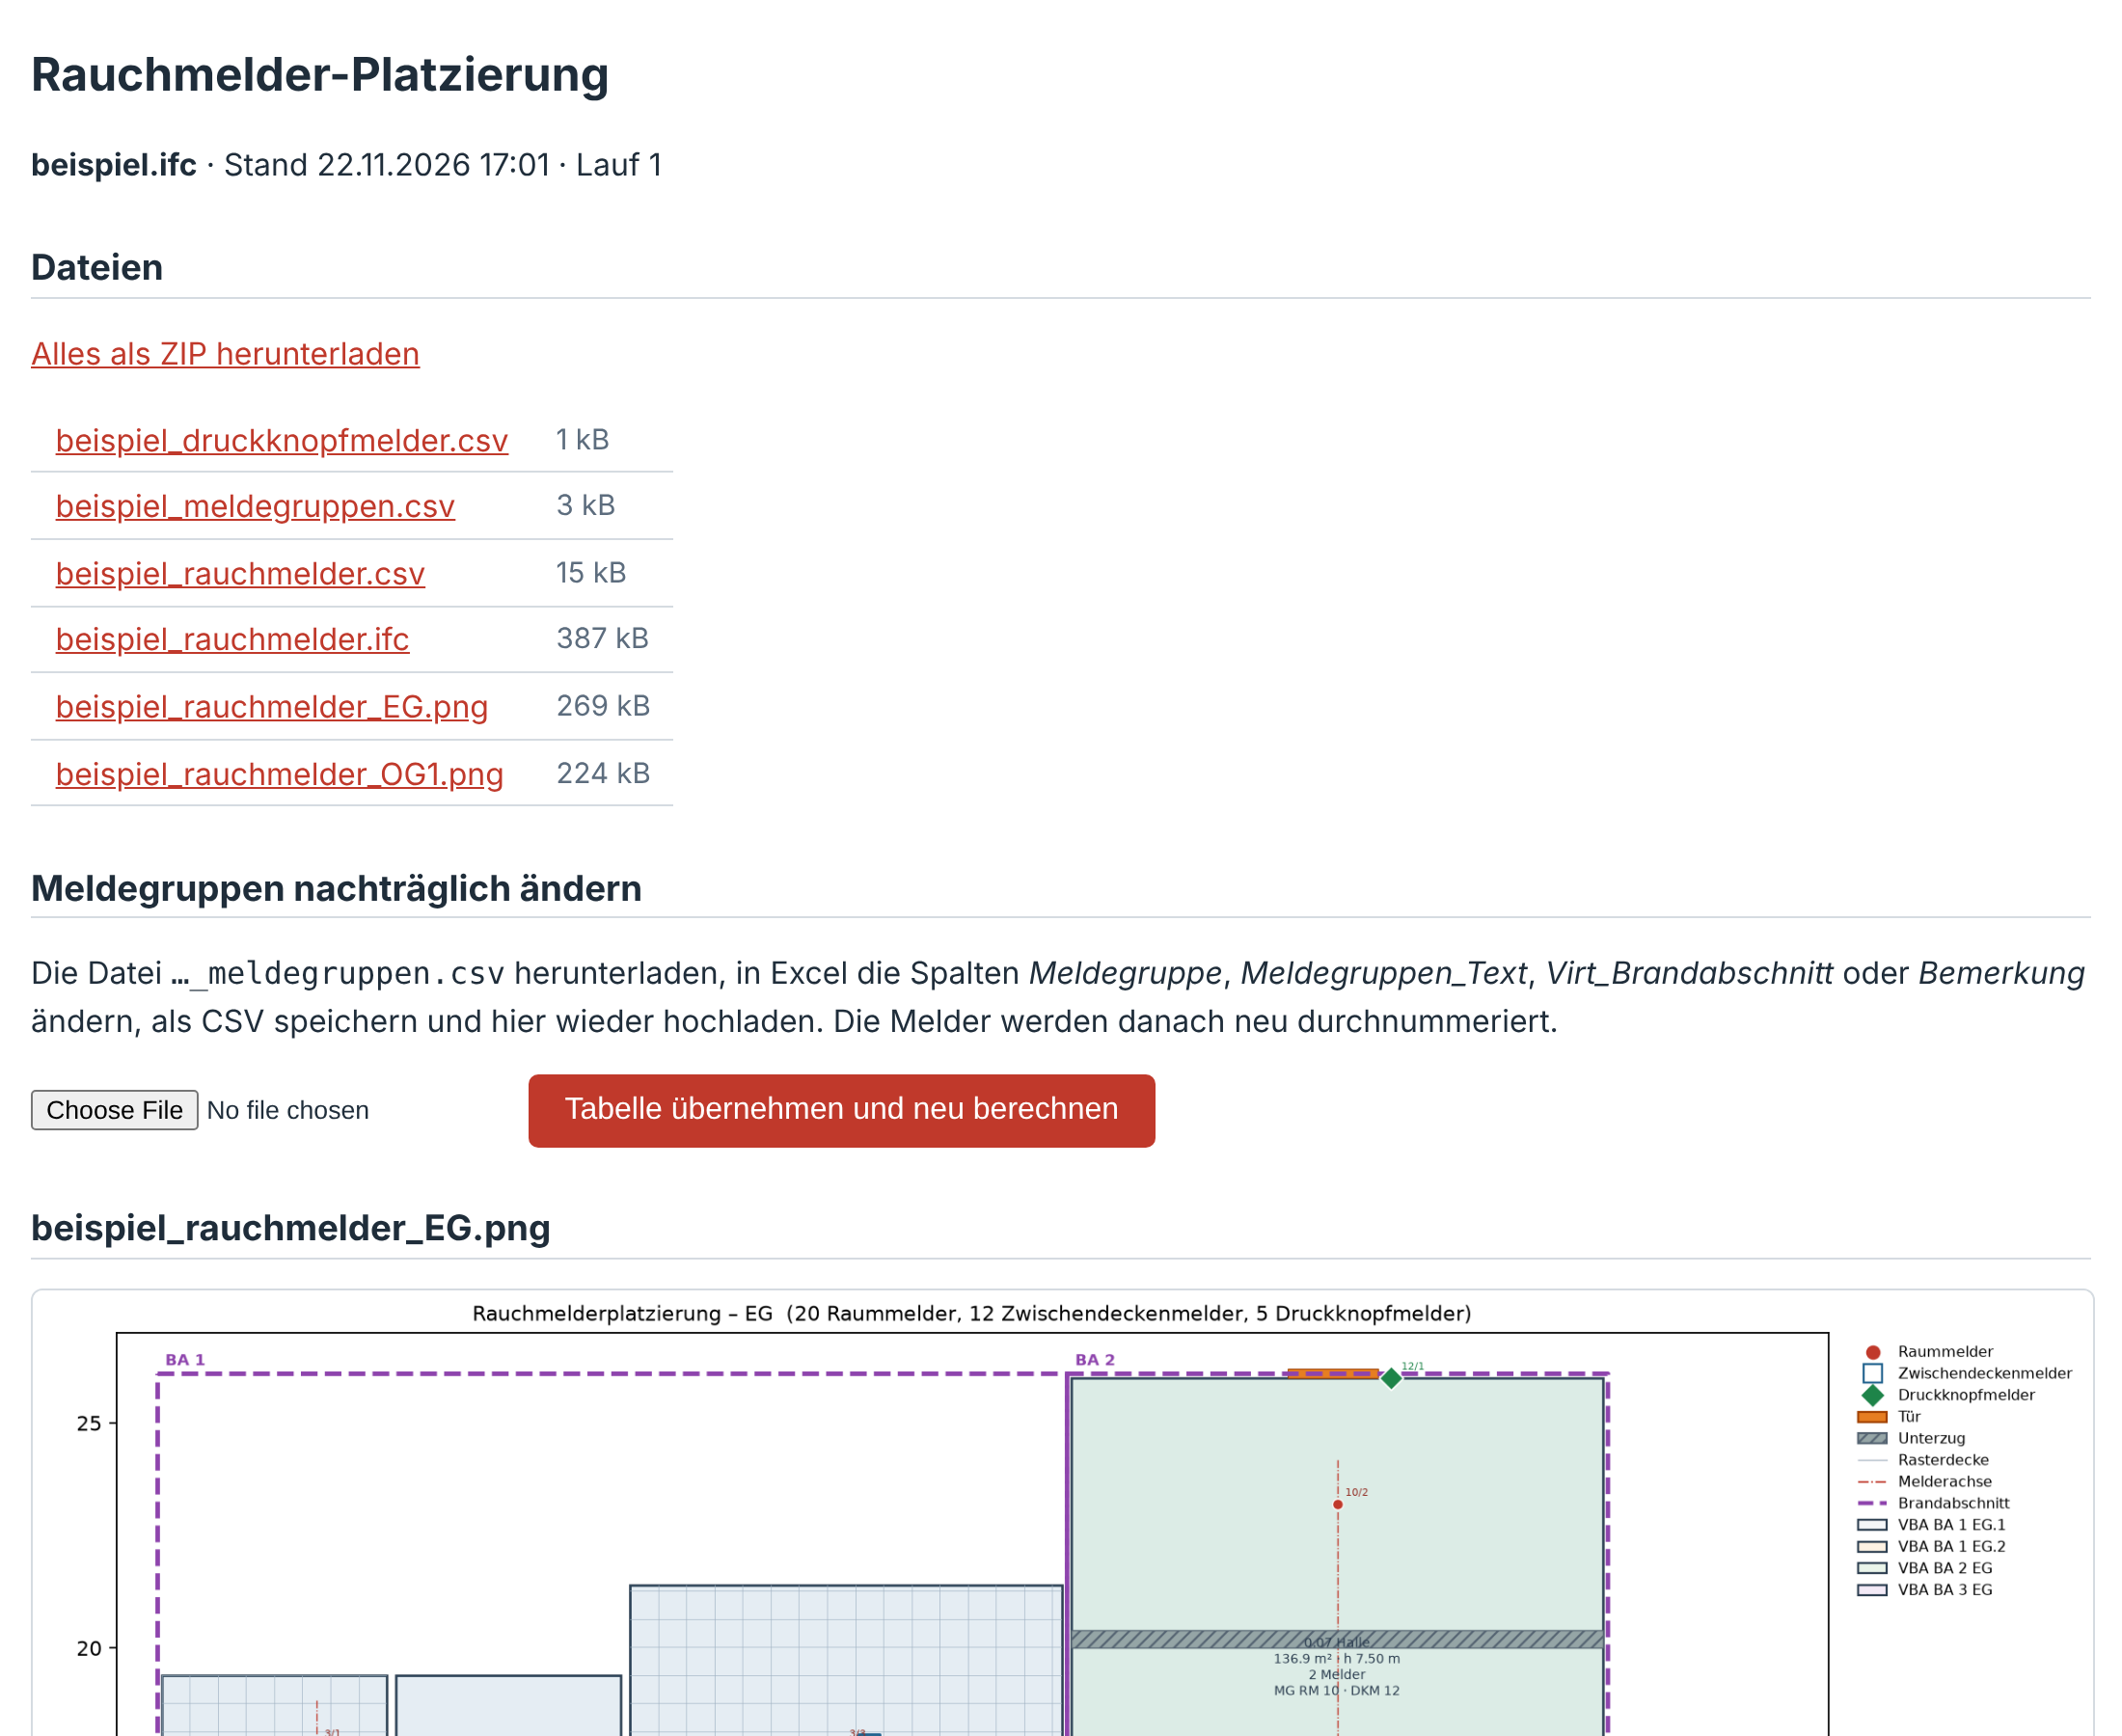 Rauchmelder-Platzierung
beispiel.ifc · Stand 22.11.2026 17:01 · Lauf 1
Dateien
Alles als ZIP herunterladen
beispiel_druckknopfmelder.csv 1 kB
beispiel_meldegruppen.csv 3 kB
beispiel_rauchmelder.csv 15 kB
beispiel_rauchmelder.ifc 387 kB
beispiel_rauchmelder_EG.png 269 kB
beispiel_rauchmelder_OG1.png 224 kB
Meldegruppen nachträglich ändern
Die Datei …_meldegruppen.csv herunterladen, in Excel die Spalten Meldegruppe, Meldegruppen_Text, Virt_Brandabschnitt oder Bemerkung
ändern, als CSV speichern und hier wieder hochladen. Die Melder werden danach neu durchnummeriert.
Choose File No file chosen Tabelle übernehmen und neu berechnen
beispiel_rauchmelder_EG.png
Rauchmelderplatzierung – EG (20 Raummelder, 12 Zwischendeckenmelder, 5 Druckknopfmelder)
BA 1
BA 2
12/1
25
10/2
20
0.07 Halle
136.9 m² · h 7.50 m
2 Melder
MG RM 10 · DKM 12
3/1
3/3
Raummelder
Zwischendeckenmelder
Druckknopfmelder
Tür
Unterzug
Rasterdecke
Melderachse
Brandabschnitt
VBA BA 1 EG.1
VBA BA 1 EG.2
VBA BA 2 EG
VBA BA 3 EG